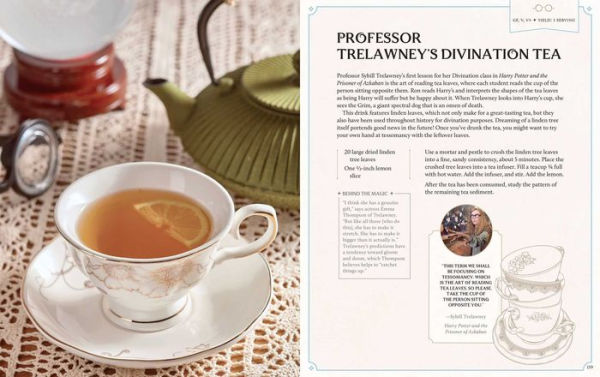 GF, V, V+ ✦ YIELD: 1 SERVING
PROFESSOR
TRELAWNEY'S DIVINATION TEA
Professor Sybill Trelawney's first lesson for her Divination class in Harry Potter and the
Prisoner of Azkaban is the art of reading tea leaves, where each student reads the cup of the
person sitting opposite them. Ron reads Harry's and interprets the shapes of the tea leaves
as being Harry will suffer but be happy about it. When Trelawney looks into Harry's cup, she
sees the Grim, a giant spectral dog that is an omen of death.
This drink features linden leaves, which not only make for a great-tasting tea, but they
also have been used throughout history for divination purposes. Dreaming of a linden tree
itself portends good news in the future! Once you've drunk the tea, you might want to try
your own hand at tessomancy with the leftover leaves.
20 large dried linden
tree leaves
One ½-inch lemon
slice
Use a mortar and pestle to crush the linden tree leaves
into a fine, sandy consistency, about 5 minutes. Place the
crushed tree leaves into a tea infuser. Fill a teacup ¾ full
with hot water. Add the infuser, and stir. Add the lemon.
After the tea has been consumed, study the pattern of
the remaining tea sediment.
✦ BEHIND THE MAGIC ✦
"I think she has a genuine
gift," says actress Emma
Thompson of Trelawney.
"But like all those [who do
this], she has to make it
stretch. She has to make it
bigger than it actually is."
Trelawney's predictions have
a tendency toward gloom
and doom, which Thompson
believes helps to "ratchet
things up."
"THIS TERM WE SHALL
BE FOCUSING ON
TESSOMANCY, WHICH
IS THE ART OF READING
TEA LEAVES. SO PLEASE,
TAKE THE CUP OF
THE PERSON SITTING
OPPOSITE YOU."
—Sybill Trelawney
Harry Potter and the
Prisoner of Azkaban